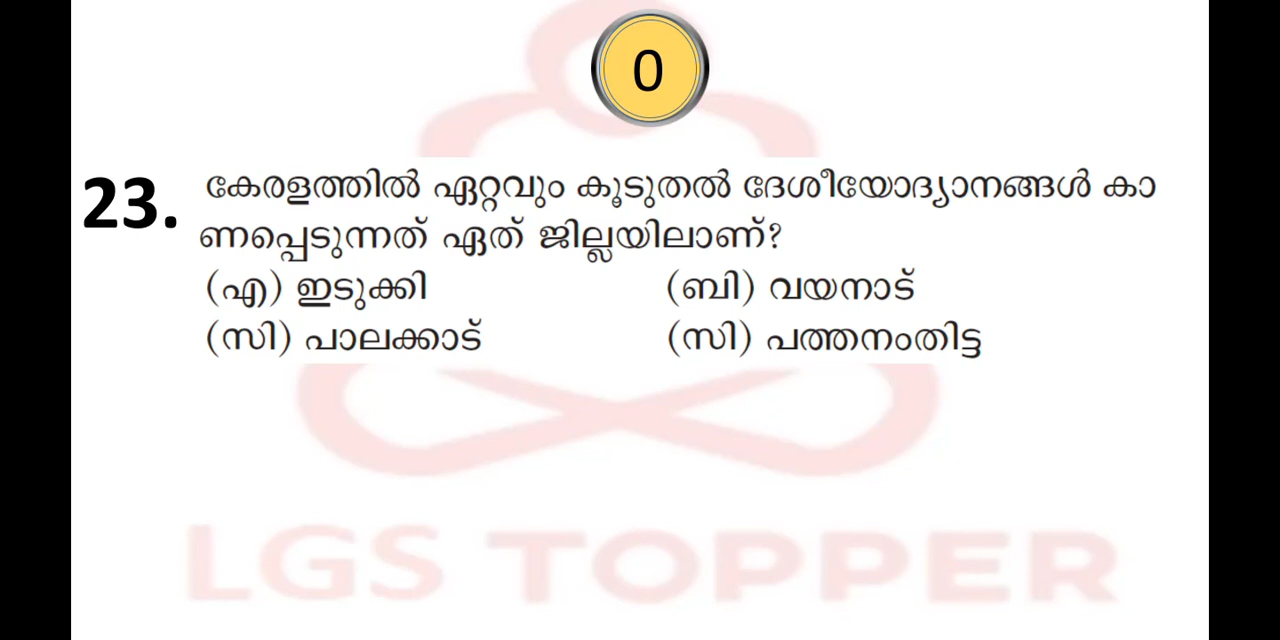 0
23. കേരളത്തിൽ ഏറ്റവും കൂടുതൽ ദേശീയോദ്യാനങ്ങൾ കാ
ണപ്പെടുന്നത് ഏത് ജില്ലയിലാണ്?
(എ) ഇടുക്കി (ബി) വയനാട്
(സി) പാലക്കാട് (സി) പത്തനംതിട്ട
LGS TOPPER